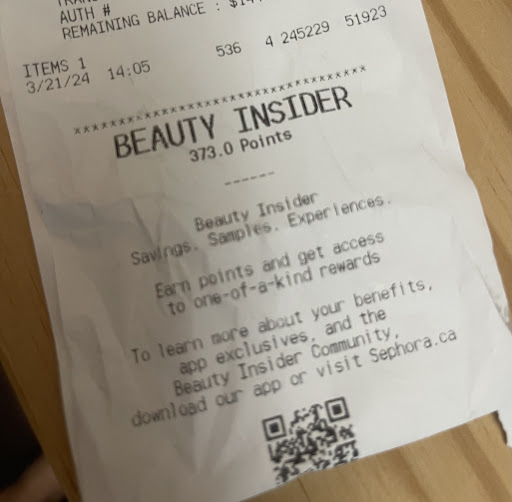 AUTH #
REMAINING BALANCE : $14
ITEMS 1
3/21/24 14:05 536 4 245229 51923
************************************
BEAUTY INSIDER
373.0 Points
------
Beauty Insider
Savings. Samples. Experiences.
Earn points and get access
to one-of-a-kind rewards
To learn more about your benefits,
app exclusives, and the
Beauty Insider Community,
download our app or visit Sephora.ca